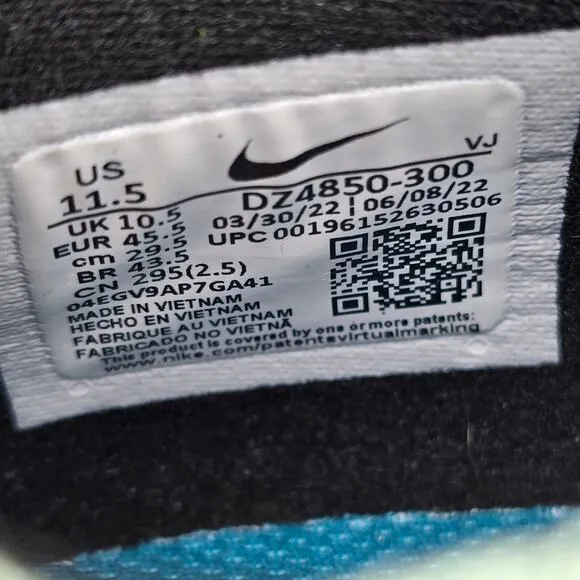 VJ
US
11.5
DZ4850-300
UK 10.5
03/30/22 | 06/08/22
EUR 45.5
UPC 00196152630506
cm 29.5
BR 43.5
CN 295(2.5)
04EGV9AP7GA41
MADE IN VIETNAM
HECHO EN VIETNAM
FABRIQUE AU VIETNAM
FABRICADO NO VIETNÃ
This product is covered by one or more patents:
www.nike.com/patentsvirtualmarking